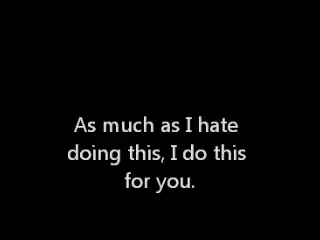 As much as I hate
doing this, I do this
for you.